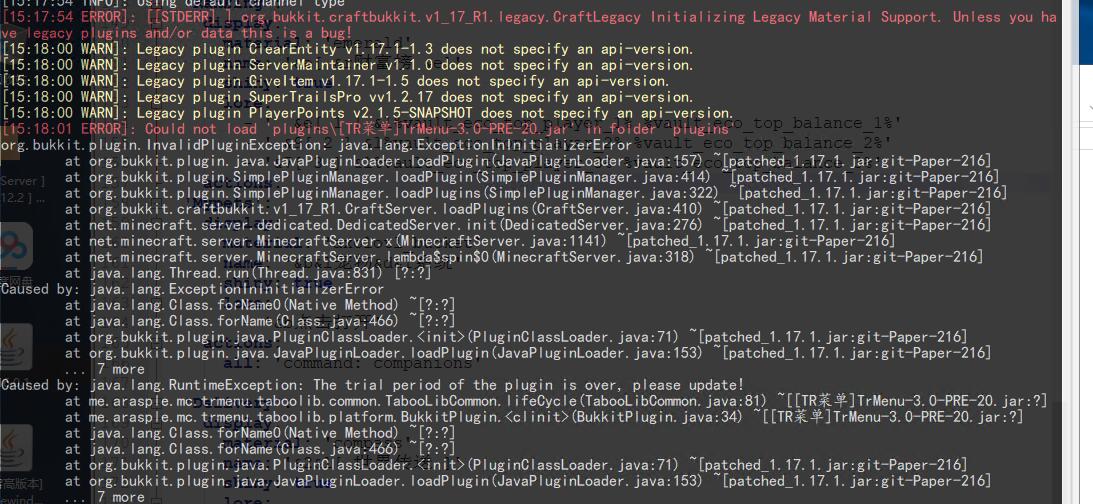 [15:17:54 INFO]: Using default channel type
[15:17:54 ERROR]: [[STDERR] [ org.bukkit.craftbukkit.v1_17_R1.legacy.CraftLegacy Initializing Legacy Material Support. Unless you ha
ve legacy plugins and/or data this is a bug!
[15:18:00 WARN]: Legacy plugin ClearEntity v1.17.1-1.3 does not specify an api-version.
[15:18:00 WARN]: Legacy plugin ServerMaintainer v1.1.0 does not specify an api-version.
[15:18:00 WARN]: Legacy plugin GiveItem v1.17.1-1.5 does not specify an api-version.
[15:18:00 WARN]: Legacy plugin SuperTrailsPro vv1.2.17 does not specify an api-version.
[15:18:00 WARN]: Legacy plugin PlayerPoints v2.1.5-SNAPSHOT does not specify an api-version.
[15:18:01 ERROR]: Could not load 'plugins\[TR菜单]TrMenu-3.0-PRE-20.jar' in folder 'plugins'
org.bukkit.plugin.InvalidPluginException: java.lang.ExceptionInInitializerError
at org.bukkit.plugin.java.JavaPluginLoader.loadPlugin(JavaPluginLoader.java:157) ~[patched_1.17.1.jar:git-Paper-216]
at org.bukkit.plugin.SimplePluginManager.loadPlugin(SimplePluginManager.java:414) ~[patched_1.17.1.jar:git-Paper-216]
at org.bukkit.plugin.SimplePluginManager.loadPlugins(SimplePluginManager.java:322) ~[patched_1.17.1.jar:git-Paper-216]
at org.bukkit.craftbukkit.v1_17_R1.CraftServer.loadPlugins(CraftServer.java:410) ~[patched_1.17.1.jar:git-Paper-216]
at net.minecraft.server.dedicated.DedicatedServer.init(DedicatedServer.java:276) ~[patched_1.17.1.jar:git-Paper-216]
at net.minecraft.server.MinecraftServer.x(MinecraftServer.java:1141) ~[patched_1.17.1.jar:git-Paper-216]
at net.minecraft.server.MinecraftServer.lambda$spin$0(MinecraftServer.java:318) ~[patched_1.17.1.jar:git-Paper-216]
at java.lang.Thread.run(Thread.java:831) [?:?]
Caused by: java.lang.ExceptionInInitializerError
at java.lang.Class.forName0(Native Method) ~[?:?]
at java.lang.Class.forName(Class.java:466) ~[?:?]
at org.bukkit.plugin.java.PluginClassLoader.<init>(PluginClassLoader.java:71) ~[patched_1.17.1.jar:git-Paper-216]
at org.bukkit.plugin.java.JavaPluginLoader.loadPlugin(JavaPluginLoader.java:153) ~[patched_1.17.1.jar:git-Paper-216]
... 7 more
all: 'command: companions'
Caused by: java.lang.RuntimeException: The trial period of the plugin is over, please update!
at me.arasple.mc.trmenu.taboolib.common.TabooLibCommon.lifeCycle(TabooLibCommon.java:81) ~[[TR菜单]TrMenu-3.0-PRE-20.jar:?]
at me.arasple.mc.trmenu.taboolib.platform.BukkitPlugin.<clinit>(BukkitPlugin.java:34) ~[[TR菜单]TrMenu-3.0-PRE-20.jar:?]
at java.lang.Class.forName0(Native Method) ~[?:?]
at java.lang.Class.forName(Class.java:466) ~[?:?]
at org.bukkit.plugin.java.PluginClassLoader.<init>(PluginClassLoader.java:71) ~[patched_1.17.1.jar:git-Paper-216]
at org.bukkit.plugin.java.JavaPluginLoader.loadPlugin(JavaPluginLoader.java:153) ~[patched_1.17.1.jar:git-Paper-216]
... 7 more